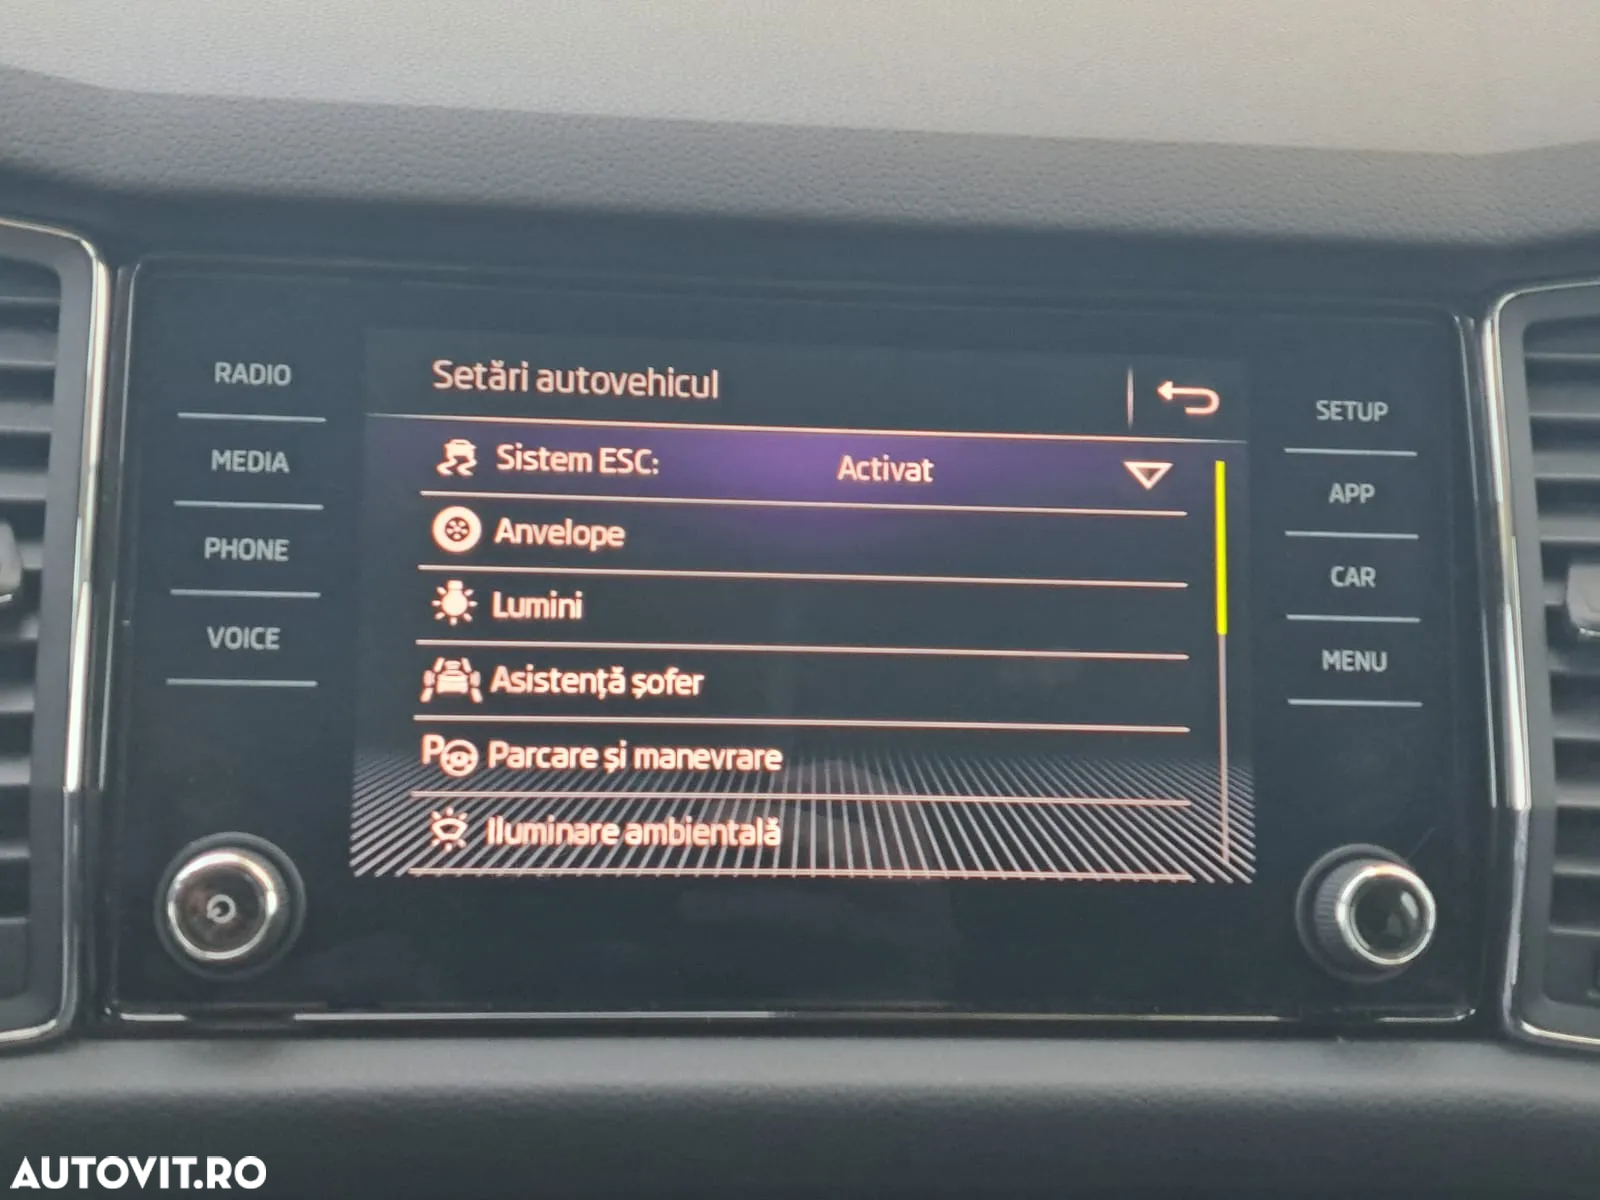 RADIO
MEDIA
PHONE
VOICE
Setări autovehicul
Sistem ESC: Activat
Anvelope
Lumini
Asistență șofer
Parcare și manevrare
Iluminare ambientală
SETUP
APP
CAR
MENU
AUTOVIT.RO